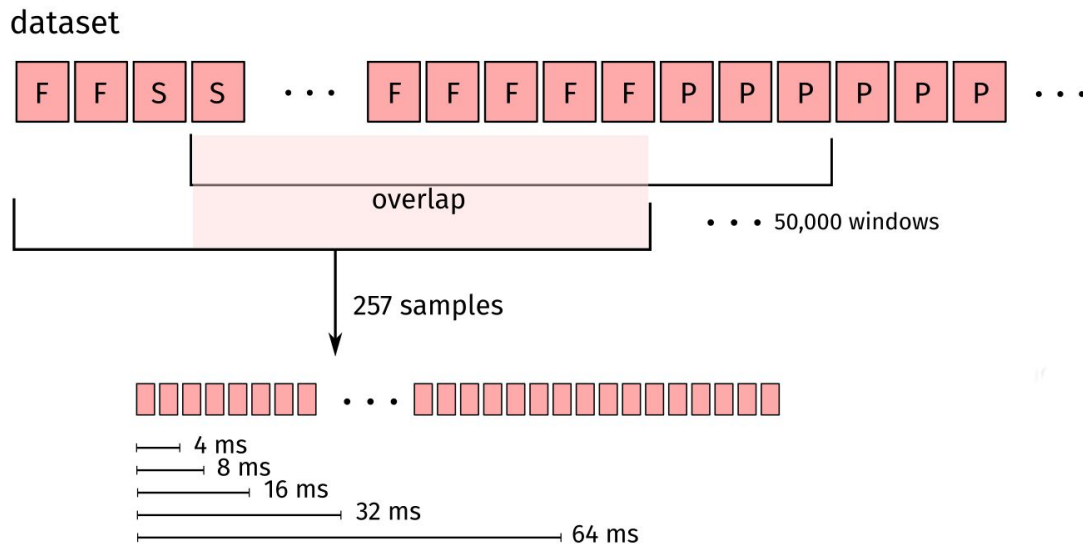 dataset
F F S S . . . F F F F F P P P P P P . . .
overlap
. . . 50,000 windows
257 samples
. . .
4 ms
8 ms
16 ms
32 ms
64 ms